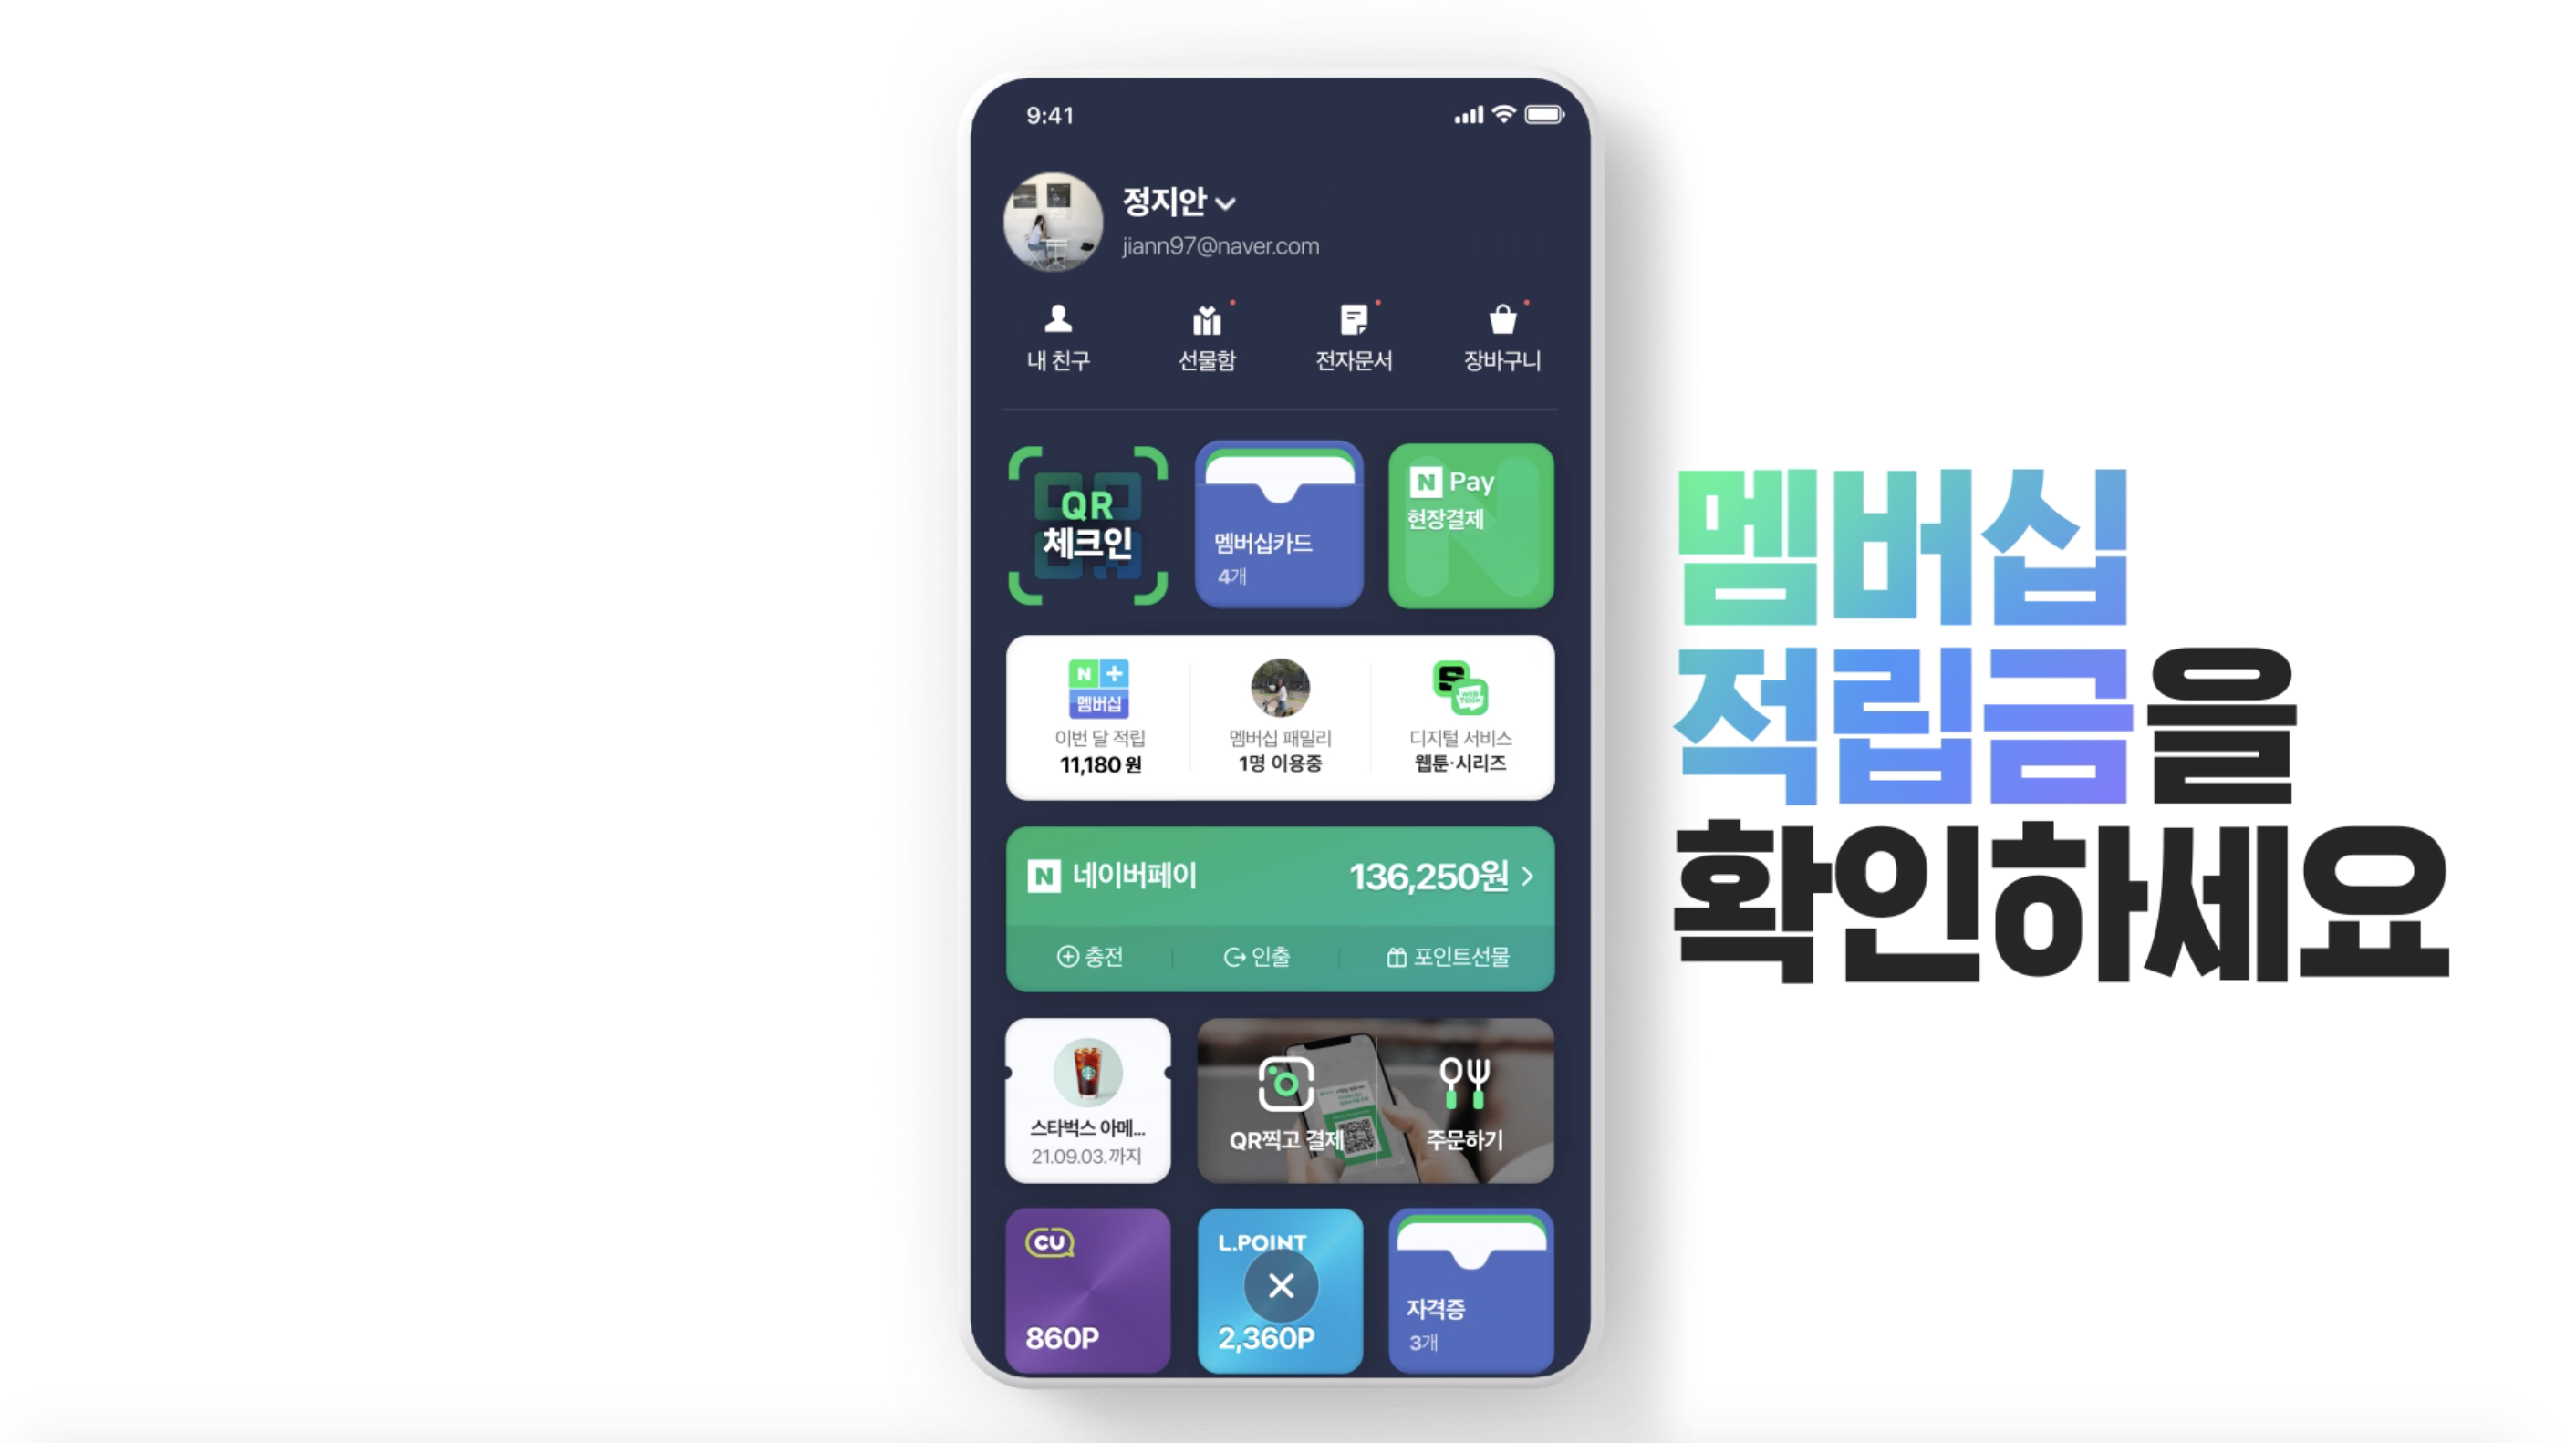 9:41
정지안
jiann97@naver.com
내 친구
선물함
전자문서
장바구니
QR
체크인
멤버십카드
4개
N Pay
현장결제
N +
멤버십
이번 달 적립
11,180 원
멤버십 패밀리
1명 이용중
S
WEB
TOON
디지털 서비스
웹툰·시리즈
N 네이버페이
136,250원
충전
인출
포인트선물
스타벅스 아메...
21.09.03.까지
QR찍고 결제
주문하기
CU
860P
L.POINT
2,360P
자격증
3개
멤버십
적립금을
확인하세요